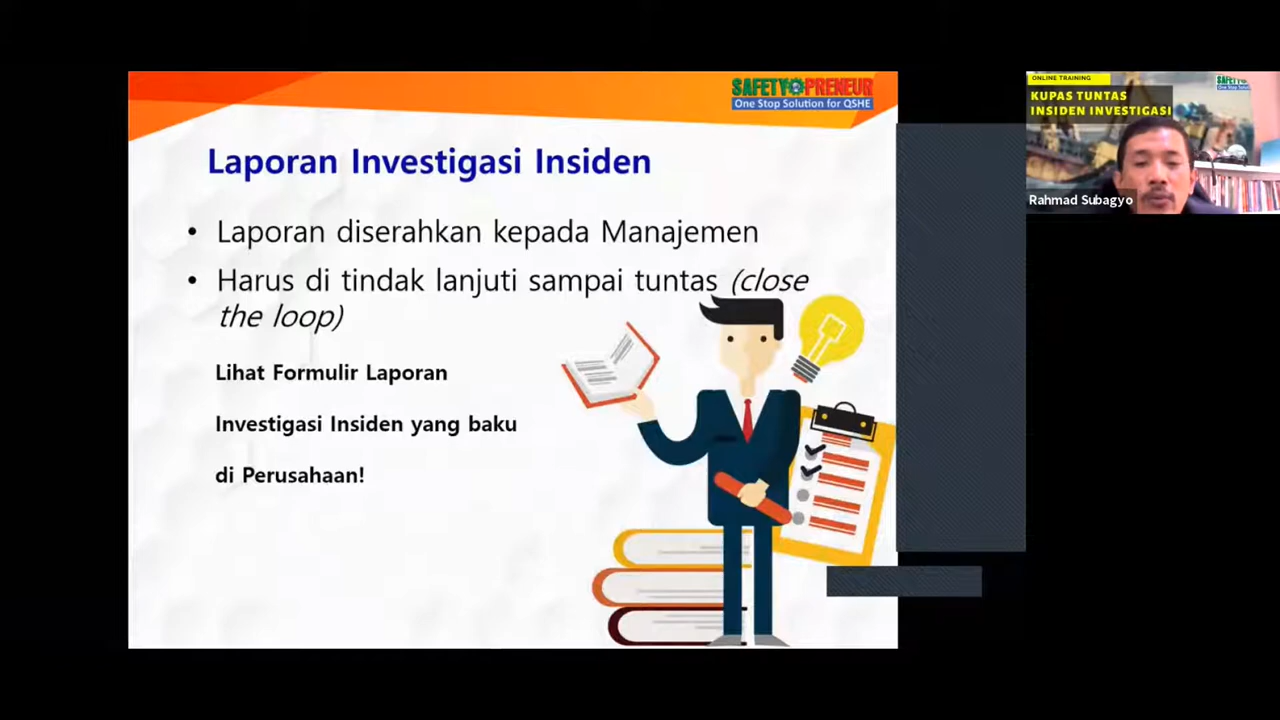 SAFETY PRENEUR
One Stop Solution for QSHE
Laporan Investigasi Insiden
• Laporan diserahkan kepada Manajemen
• Harus di tindak lanjuti sampai tuntas (close
the loop)
Lihat Formulir Laporan
Investigasi Insiden yang baku
di Perusahaan!
ONLINE TRAINING
KUPAS TUNTAS
INSIDEN INVESTIGASI
Rahmad Subagyo